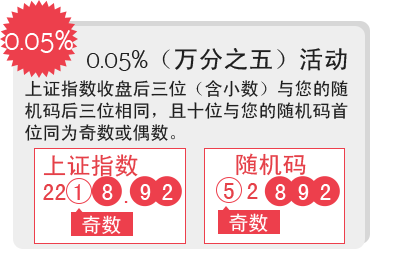 0.05%
0.05%（万分之五）活动
上证指数收盘后三位（含小数）与您的随
机码后三位相同，且十位与您的随机码首
位同为奇数或偶数。
上证指数
2218.92
奇数
随机码
52892
奇数